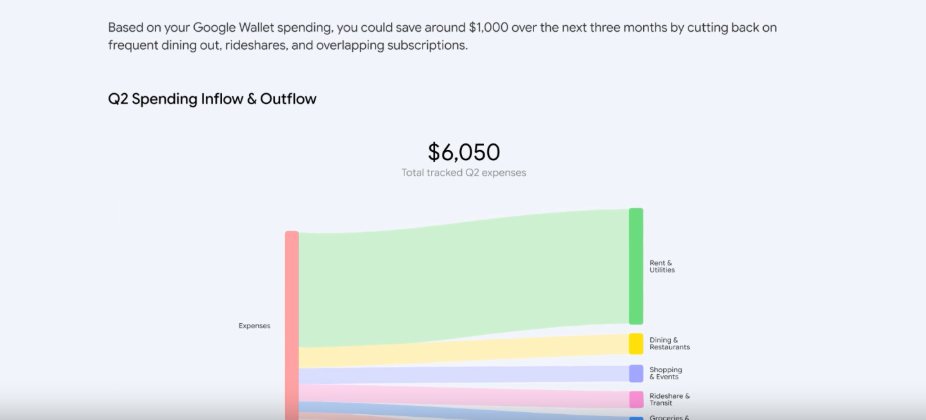 Based on your Google Wallet spending, you could save around $1,000 over the next three months by cutting back on
frequent dining out, rideshares, and overlapping subscriptions.
Q2 Spending Inflow & Outflow
$6,050
Total tracked Q2 expenses
Rent &
Utilities
Expenses
Dining &
Restaurants
Shopping
& Events
Rideshare &
Transit
Groceries &